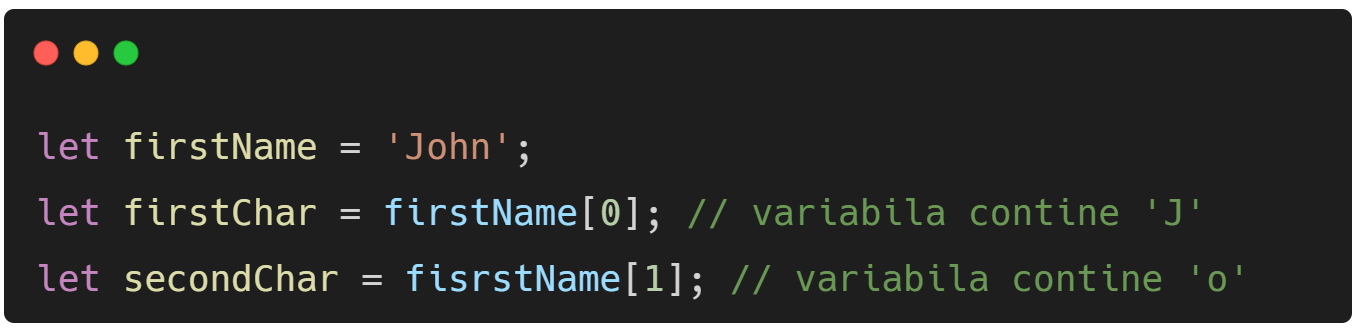 let firstName = 'John';
let firstChar = firstName[0]; // variabila contine 'J'
let secondChar = fisrstName[1]; // variabila contine 'o'